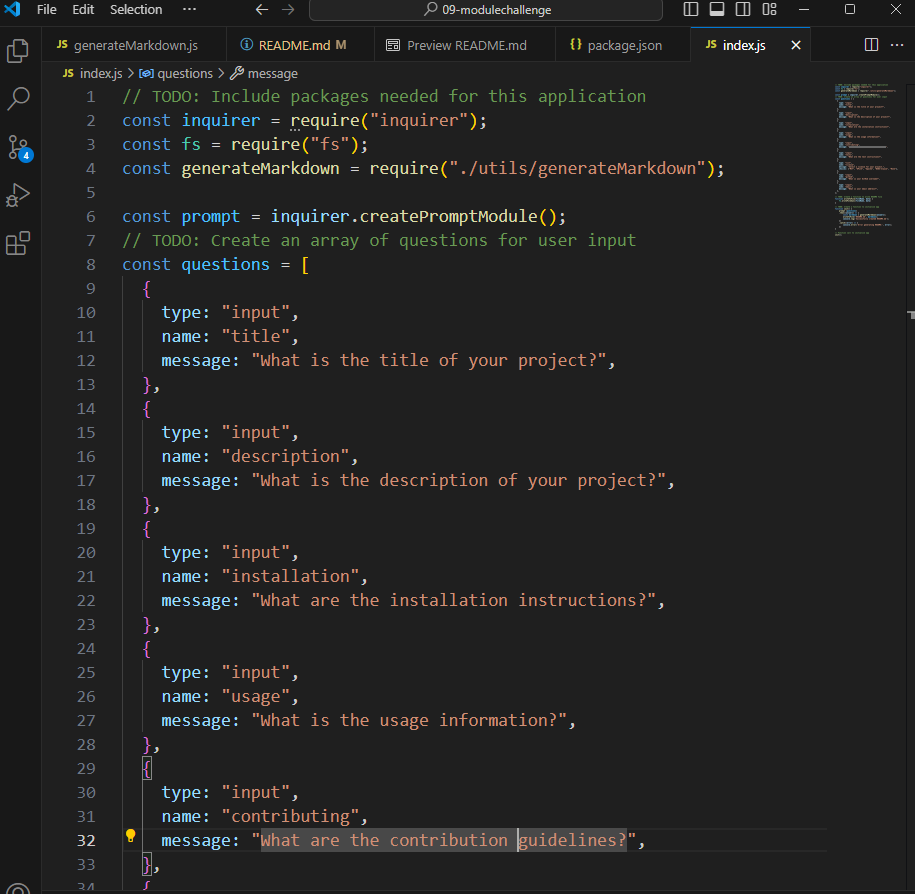 File Edit Selection ··· 09-modulechallenge
JS generateMarkdown.js README.md M Preview README.md {} package.json JS index.js
JS index.js > questions > message
1 // TODO: Include packages needed for this application
2 const inquirer = require("inquirer");
3 const fs = require("fs");
4 const generateMarkdown = require("./utils/generateMarkdown");
5
6 const prompt = inquirer.createPromptModule();
7 // TODO: Create an array of questions for user input
8 const questions = [
9 {
10 type: "input",
11 name: "title",
12 message: "What is the title of your project?",
13 },
14 {
15 type: "input",
16 name: "description",
17 message: "What is the description of your project?",
18 },
19 {
20 type: "input",
21 name: "installation",
22 message: "What are the installation instructions?",
23 },
24 {
25 type: "input",
26 name: "usage",
27 message: "What is the usage information?",
28 },
29 {
30 type: "input",
31 name: "contributing",
32 message: "What are the contribution guidelines?",
33 },
34 {
4